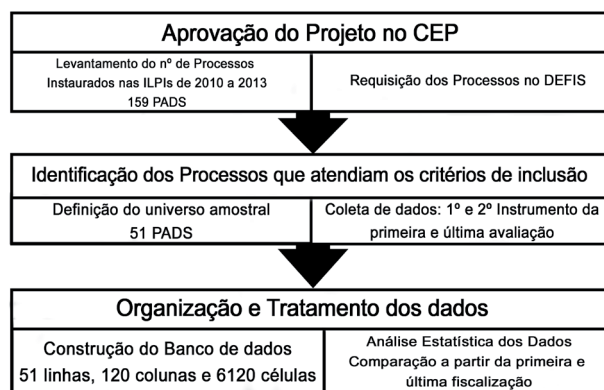 Aprovação do Projeto no CEP
Levantamento do nº de Processos
Instaurados nas ILPIs de 2010 a 2013
159 PADS
Requisição dos Processos no DEFIS
Identificação dos Processos que atendiam os critérios de inclusão
Definição do universo amostral
51 PADS
Coleta de dados: 1º e 2º Instrumento da
primeira e última avaliação
Organização e Tratamento dos dados
Construção do Banco de dados
51 linhas, 120 colunas e 6120 células
Análise Estatística dos Dados
Comparação a partir da primeira e
última fiscalização